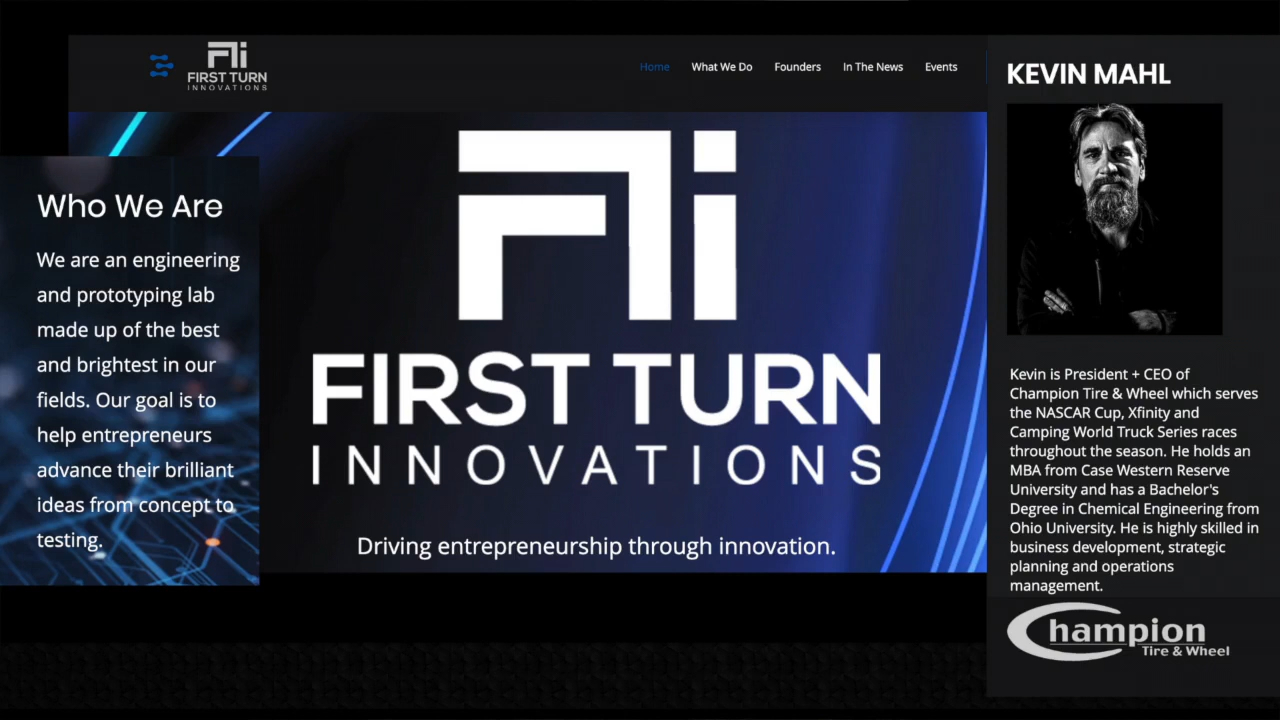 FIRST TURN
INNOVATIONS
Home What We Do Founders In The News Events
Who We Are
We are an engineering
and prototyping lab
made up of the best
and brightest in our
fields. Our goal is to
help entrepreneurs
advance their brilliant
ideas from concept to
testing.
FIRST TURN
INNOVATIONS
Driving entrepreneurship through innovation.
KEVIN MAHL
Kevin is President + CEO of
Champion Tire & Wheel which serves
the NASCAR Cup, Xfinity and
Camping World Truck Series races
throughout the season. He holds an
MBA from Case Western Reserve
University and has a Bachelor's
Degree in Chemical Engineering from
Ohio University. He is highly skilled in
business development, strategic
planning and operations
management.
Champion
Tire & Wheel